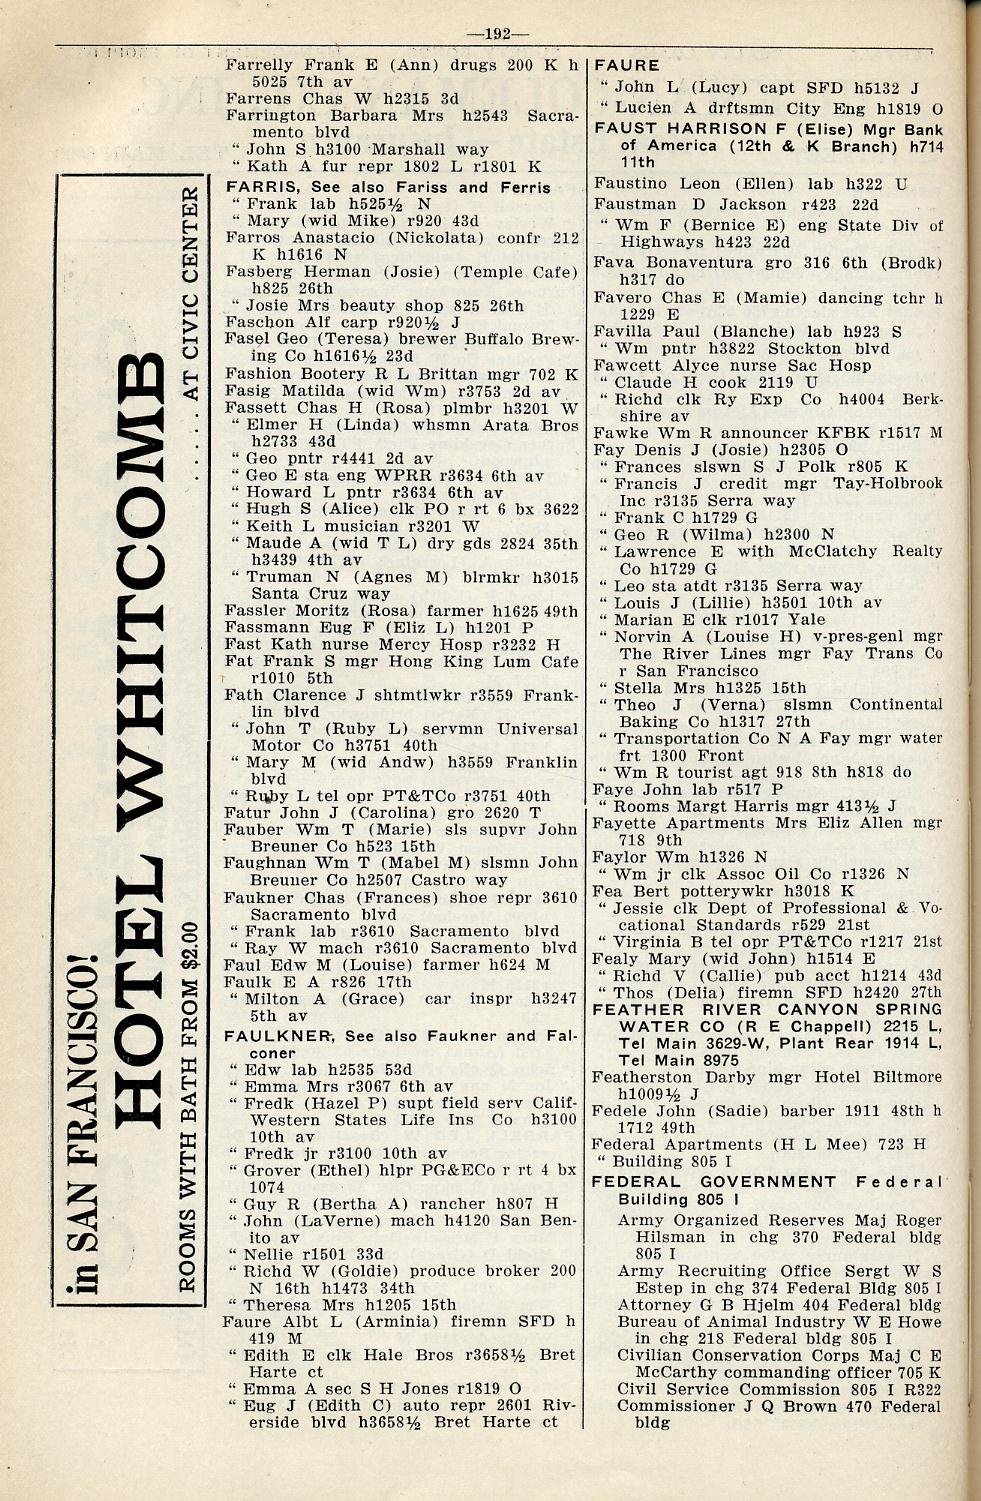 —192—
in SAN FRANCISCO!
HOTEL WHITCOMB
ROOMS WITH BATH FROM $2.00 . . . . . . AT CIVIC CENTER
Farrelly Frank E (Ann) drugs 200 K h
5025 7th av
Farrens Chas W h2315 3d
Farrington Barbara Mrs h2543 Sacra-
mento blvd
“ John S h3100 Marshall way
“ Kath A fur repr 1802 L r1801 K
FARRIS, See also Fariss and Ferris
“ Frank lab h525½ N
“ Mary (wid Mike) r920 43d
Farros Anastacio (Nickolata) confr 212
K h1616 N
Fasberg Herman (Josie) (Temple Cafe)
h825 26th
“ Josie Mrs beauty shop 825 26th
Faschon Alf carp r920½ J
Fasel Geo (Teresa) brewer Buffalo Brew-
ing Co h1616½ 23d
Fashion Bootery R L Brittan mgr 702 K
Fasig Matilda (wid Wm) r3753 2d av
Fassett Chas H (Rosa) plmbr h3201 W
“ Elmer H (Linda) whsmn Arata Bros
h2733 43d
“ Geo pntr r4441 2d av
“ Geo E sta eng WPRR r3634 6th av
“ Howard L pntr r3634 6th av
“ Hugh S (Alice) clk PO r rt 6 bx 3622
“ Keith L musician r3201 W
“ Maude A (wid T L) dry gds 2824 35th
h3439 4th av
“ Truman N (Agnes M) blrmkr h3015
Santa Cruz way
Fassler Moritz (Rosa) farmer h1625 49th
Fassmann Eug F (Eliz L) h1201 P
Fast Kath nurse Mercy Hosp r3232 H
Fat Frank S mgr Hong King Lum Cafe
r1010 5th
Fath Clarence J shtmtlwkr r3559 Frank-
lin blvd
“ John T (Ruby L) servmn Universal
Motor Co h3751 40th
“ Mary M (wid Andw) h3559 Franklin
blvd
“ Ruby L tel opr PT&TCo r3751 40th
Fatur John J (Carolina) gro 2620 T
Fauber Wm T (Marie) sls supvr John
Breuner Co h523 15th
Faughnan Wm T (Mabel M) slsmn John
Breuner Co h2507 Castro way
Faukner Chas (Frances) shoe repr 3610
Sacramento blvd
“ Frank lab r3610 Sacramento blvd
“ Ray W mach r3610 Sacramento blvd
Faul Edw M (Louise) farmer h624 M
Faulk E A r826 17th
“ Milton A (Grace) car inspr h3247
5th av
FAULKNER, See also Faukner and Fal-
coner
“ Edw lab h2535 53d
“ Emma Mrs r3067 6th av
“ Fredk (Hazel P) supt field serv Calif-
Western States Life Ins Co h3100
10th av
“ Fredk jr r3100 10th av
“ Grover (Ethel) hlpr PG&ECo r rt 4 bx
1074
“ Guy R (Bertha A) rancher h807 H
“ John (LaVerne) mach h4120 San Ben-
ito av
“ Nellie r1501 33d
“ Richd W (Goldie) produce broker 200
N 16th h1473 34th
“ Theresa Mrs h1205 15th
Faure Albt L (Arminia) firemn SFD h
419 M
“ Edith E clk Hale Bros r3658½ Bret
Harte ct
“ Emma A sec S H Jones r1819 O
“ Eug J (Edith C) auto repr 2601 Riv-
erside blvd h3658½ Bret Harte ct
FAURE
“ John L (Lucy) capt SFD h5132 J
“ Lucien A drftsmn City Eng h1819 O
FAUST HARRISON F (Elise) Mgr Bank
of America (12th & K Branch) h714
11th
Faustino Leon (Ellen) lab h322 U
Faustman D Jackson r423 22d
“ Wm F (Bernice E) eng State Div of
Highways h423 22d
Fava Bonaventura gro 316 6th (Brodk)
h317 do
Favero Chas E (Mamie) dancing tchr h
1229 E
Favilla Paul (Blanche) lab h923 S
“ Wm pntr h3822 Stockton blvd
Fawcett Alyce nurse Sac Hosp
“ Claude H cook 2119 U
“ Richd clk Ry Exp Co h4004 Berk-
shire av
Fawke Wm R announcer KFBK r1517 M
Fay Denis J (Josie) h2305 O
“ Frances slswn S J Polk r805 K
“ Francis J credit mgr Tay-Holbrook
Inc r3135 Serra way
“ Frank C h1729 G
“ Geo R (Wilma) h2300 N
“ Lawrence E with McClatchy Realty
Co h1729 G
“ Leo sta atdt r3135 Serra way
“ Louis J (Lillie) h3501 10th av
“ Marian E clk r1017 Yale
“ Norvin A (Louise H) v-pres-genl mgr
The River Lines mgr Fay Trans Co
r San Francisco
“ Stella Mrs h1325 15th
“ Theo J (Verna) slsmn Continental
Baking Co h1317 27th
“ Transportation Co N A Fay mgr water
frt 1300 Front
“ Wm R tourist agt 918 8th h818 do
Faye John lab r517 P
“ Rooms Margt Harris mgr 413½ J
Fayette Apartments Mrs Eliz Allen mgr
718 9th
Faylor Wm h1326 N
“ Wm jr clk Assoc Oil Co r1326 N
Fea Bert potterywkr h3018 K
“ Jessie clk Dept of Professional & Vo-
cational Standards r529 21st
“ Virginia B tel opr PT&TCo r1217 21st
Fealy Mary (wid John) h1514 E
“ Richd V (Callie) pub acct h1214 43d
“ Thos (Delia) firemn SFD h2420 27th
FEATHER RIVER CANYON SPRING
WATER CO (R E Chappell) 2215 L,
Tel Main 3629-W, Plant Rear 1914 L,
Tel Main 8975
Featherston Darby mgr Hotel Biltmore
h1009½ J
Fedele John (Sadie) barber 1911 48th h
1712 49th
Federal Apartments (H L Mee) 723 H
“ Building 805 I
FEDERAL GOVERNMENT Federal
Building 805 I
Army Organized Reserves Maj Roger
Hilsman in chg 370 Federal bldg
805 I
Army Recruiting Office Sergt W S
Estep in chg 374 Federal Bldg 805 I
Attorney G B Hjelm 404 Federal bldg
Bureau of Animal Industry W E Howe
in chg 218 Federal bldg 805 I
Civilian Conservation Corps Maj C E
McCarthy commanding officer 705 K
Civil Service Commission 805 I R322
Commissioner J Q Brown 470 Federal
bldg